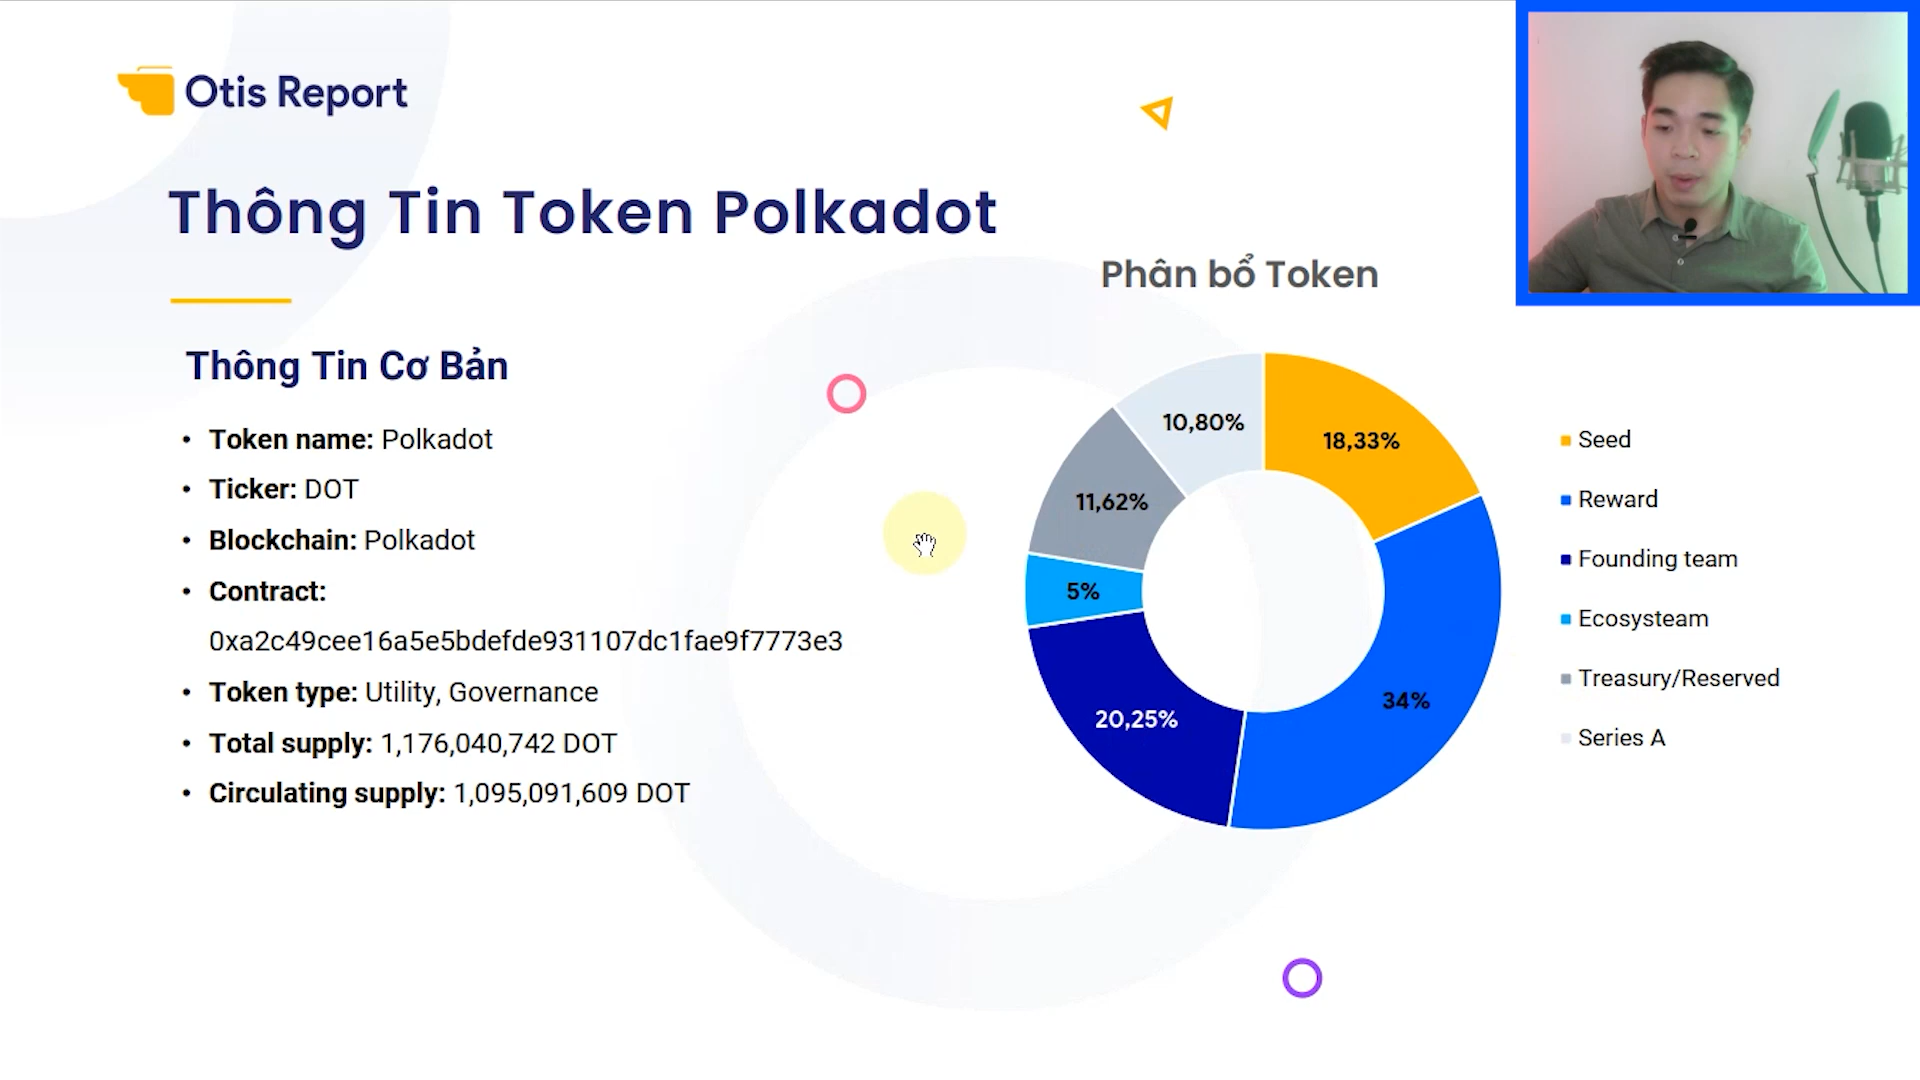 Otis Report
Thông Tin Token Polkadot
Thông Tin Cơ Bản
• Token name: Polkadot
• Ticker: DOT
• Blockchain: Polkadot
• Contract:
0xa2c49cee16a5e5bdefde931107dc1fae9f7773e3
• Token type: Utility, Governance
• Total supply: 1,176,040,742 DOT
• Circulating supply: 1,095,091,609 DOT
Phân bổ Token
10,80%
18,33%
11,62%
5%
20,25%
34%
Seed
Reward
Founding team
Ecosysteam
Treasury/Reserved
Series A